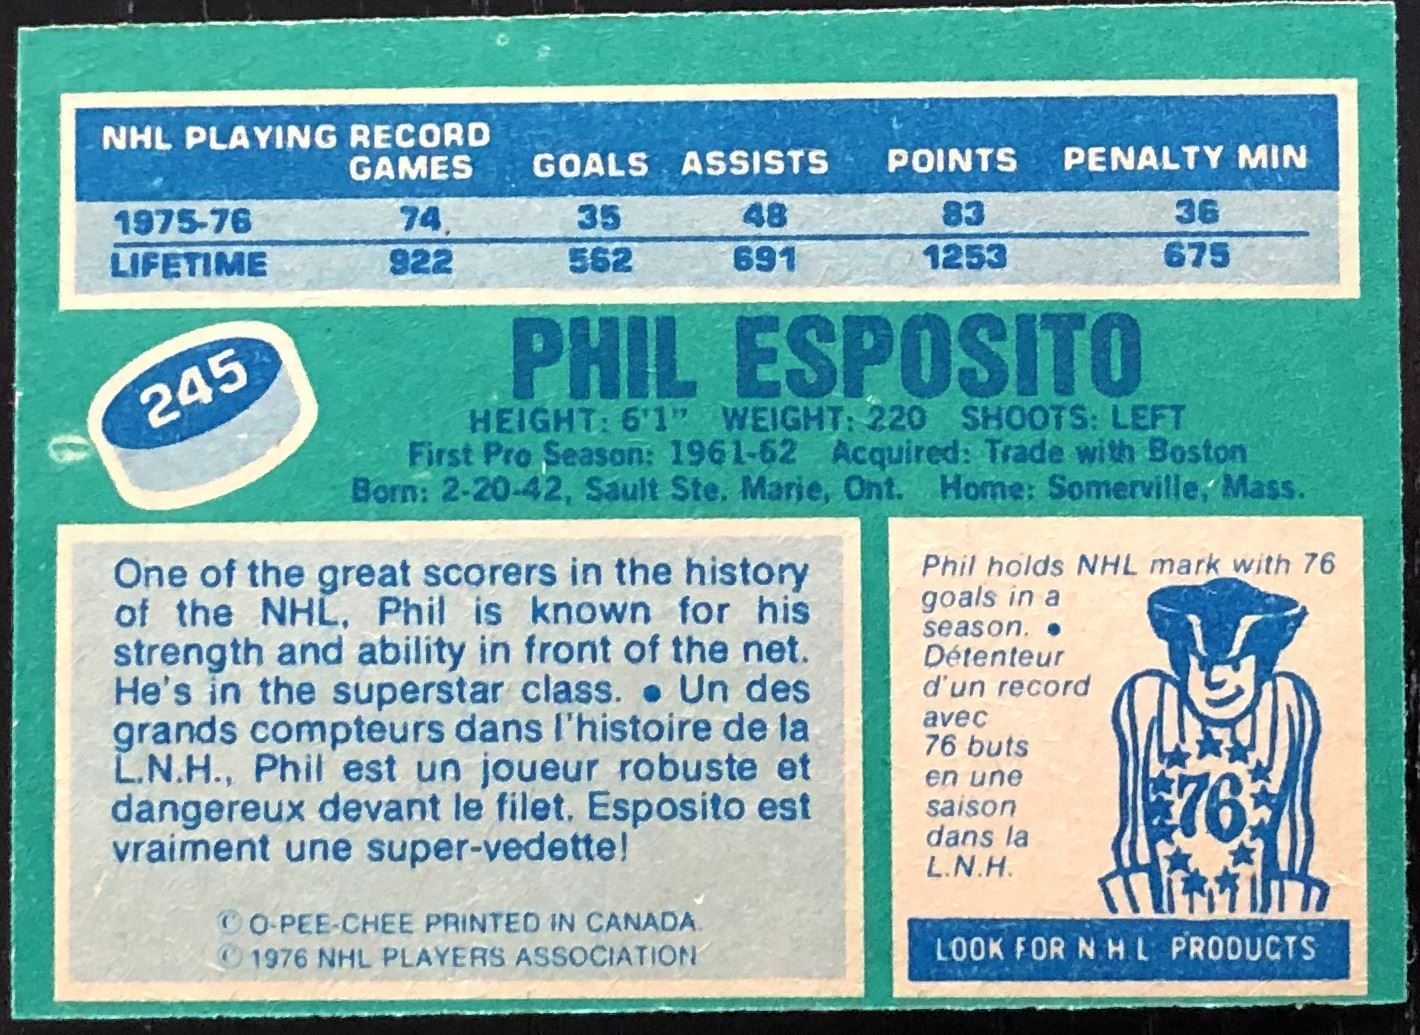 NHL PLAYING RECORD
GAMES GOALS ASSISTS POINTS PENALTY MIN
1975-76 74 35 48 83 36
LIFETIME 922 562 691 1253 675
245
PHIL ESPOSITO
HEIGHT: 6'1" WEIGHT: 220 SHOOTS: LEFT
First Pro Season: 1961-62 Acquired: Trade with Boston
Born: 2-20-42, Sault Ste. Marie, Ont. Home: Somerville, Mass.
One of the great scorers in the history
of the NHL, Phil is known for his
strength and ability in front of the net.
He's in the superstar class. • Un des
grands compteurs dans l'histoire de la
L.N.H., Phil est un joueur robuste et
dangereux devant le filet. Esposito est
vraiment une super-vedette!
© O-PEE-CHEE PRINTED IN CANADA
© 1976 NHL PLAYERS ASSOCIATION
Phil holds NHL mark with 76
goals in a
season. •
Détenteur
d'un record
avec
76 buts
en une
saison
dans la
L.N.H.
76
LOOK FOR N H L PRODUCTS